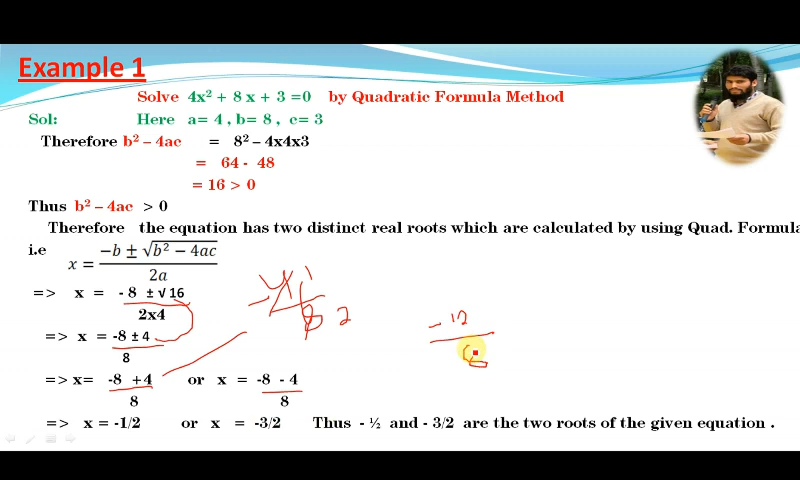 Example 1
Solve 4x² + 8 x + 3 =0 by Quadratic Formula Method
Sol: Here a= 4 , b= 8 , c= 3
Therefore b² – 4ac = 8² – 4x4x3
= 64 - 48
= 16 > 0
Thus b² – 4ac > 0
Therefore the equation has two distinct real roots which are calculated by using Quad. Formula
i.e x = −b ± √b² − 4ac / 2a
=> x = - 8 ± √ 16 / 2x4
=> x = -8 ± 4 / 8
=> x= -8 +4 / 8 or x = -8 - 4 / 8
=> x = -1/2 or x = -3/2 Thus - ½ and - 3/2 are the two roots of the given equation .
1
8 2
- 12